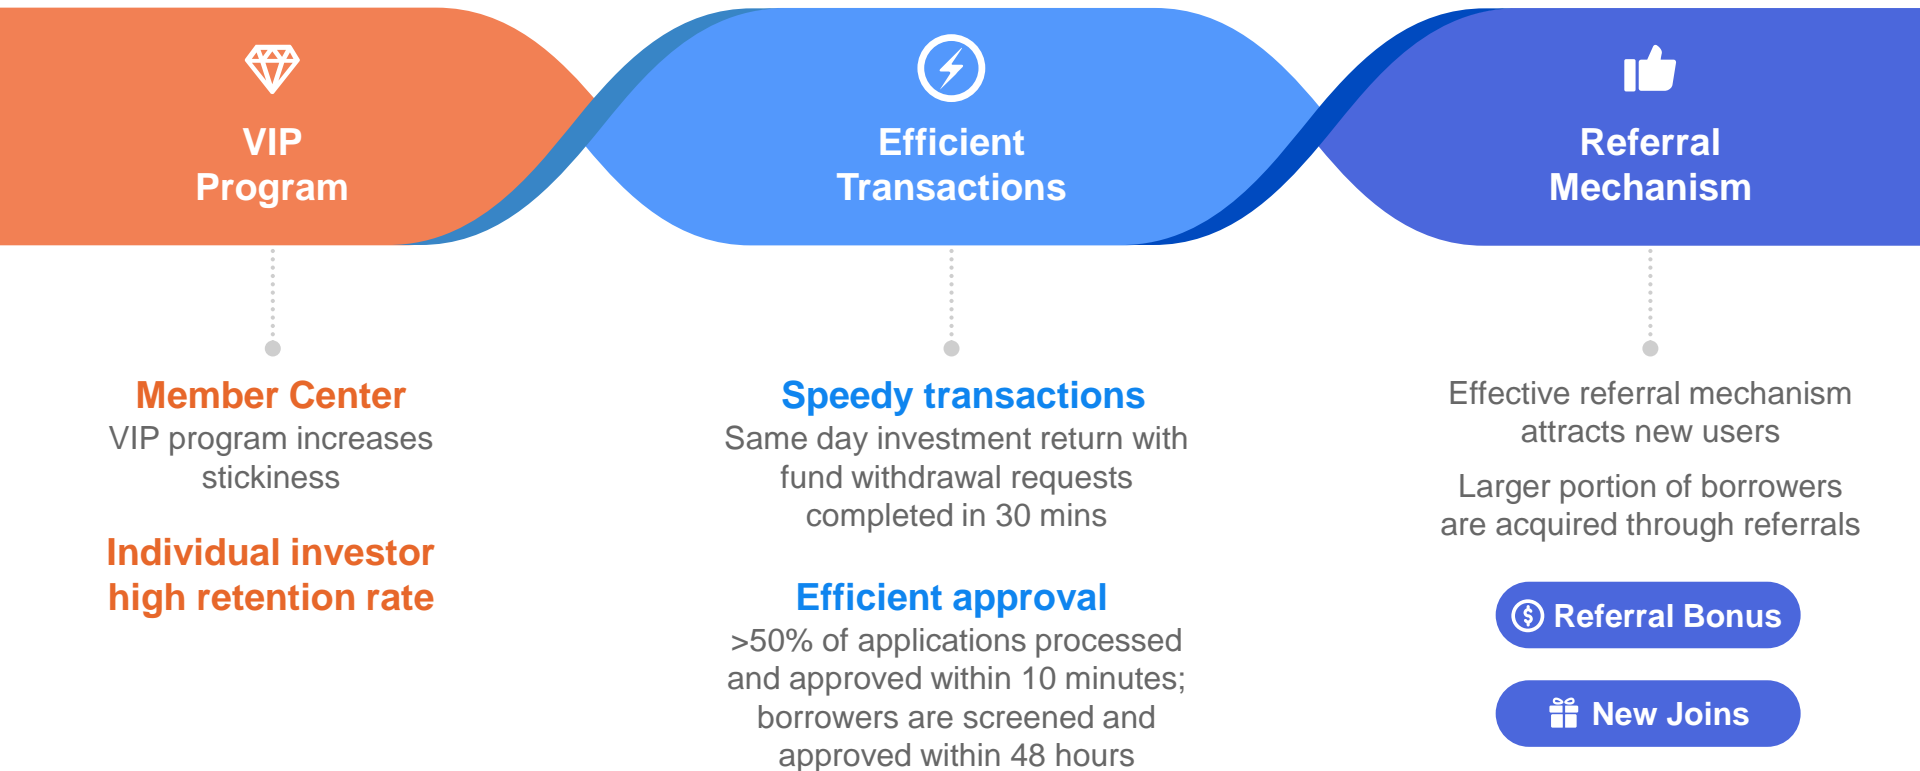 VIP
Program
Efficient
Transactions
Referral
Mechanism
Member Center
VIP program increases
stickiness
Individual investor
high retention rate
Speedy transactions
Same day investment return with
fund withdrawal requests
completed in 30 mins
Efficient approval
>50% of applications processed
and approved within 10 minutes;
borrowers are screened and
approved within 48 hours
Effective referral mechanism
attracts new users
Larger portion of borrowers
are acquired through referrals
Referral Bonus
New Joins